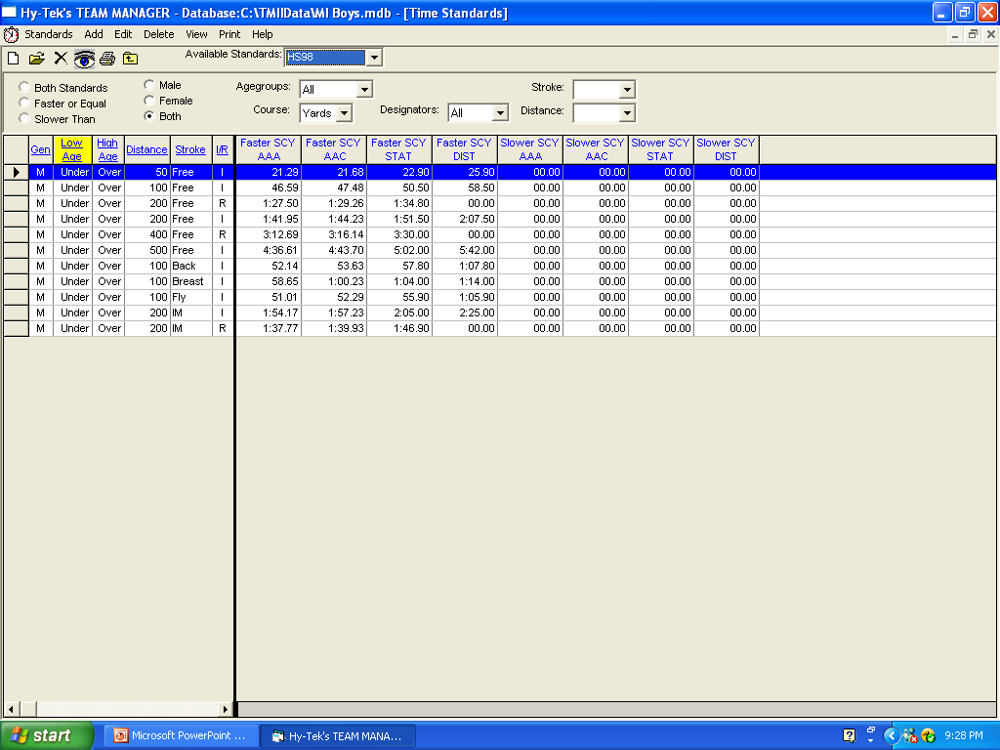 Hy-Tek's TEAM MANAGER - Database:C:\TMIIData\MI Boys.mdb - [Time Standards]
Standards Add Edit Delete View Print Help
Available Standards: HS98
Both Standards Male Agegroups: All Stroke:
Faster or Equal Female
Slower Than Both Course: Yards Designators: All Distance:
Gen Low Age High Age Distance Stroke I/R Faster SCY AAA Faster SCY AAC Faster SCY STAT Faster SCY DIST Slower SCY AAA Slower SCY AAC Slower SCY STAT Slower SCY DIST
M Under Over 50 Free I 21.29 21.68 22.90 25.90 00.00 00.00 00.00 00.00
M Under Over 100 Free I 46.59 47.48 50.50 58.50 00.00 00.00 00.00 00.00
M Under Over 200 Free R 1:27.50 1:29.26 1:34.80 00.00 00.00 00.00 00.00 00.00
M Under Over 200 Free I 1:41.95 1:44.23 1:51.50 2:07.50 00.00 00.00 00.00 00.00
M Under Over 400 Free R 3:12.69 3:16.14 3:30.00 00.00 00.00 00.00 00.00 00.00
M Under Over 500 Free I 4:36.61 4:43.70 5:02.00 5:42.00 00.00 00.00 00.00 00.00
M Under Over 100 Back I 52.14 53.63 57.80 1:07.80 00.00 00.00 00.00 00.00
M Under Over 100 Breast I 58.65 1:00.23 1:04.00 1:14.00 00.00 00.00 00.00 00.00
M Under Over 100 Fly I 51.01 52.29 55.90 1:05.90 00.00 00.00 00.00 00.00
M Under Over 200 IM I 1:54.17 1:57.23 2:05.00 2:25.00 00.00 00.00 00.00 00.00
M Under Over 200 IM R 1:37.77 1:39.93 1:46.90 00.00 00.00 00.00 00.00 00.00
start Microsoft PowerPoint ... Hy-Tek's TEAM MANA... 9:28 PM